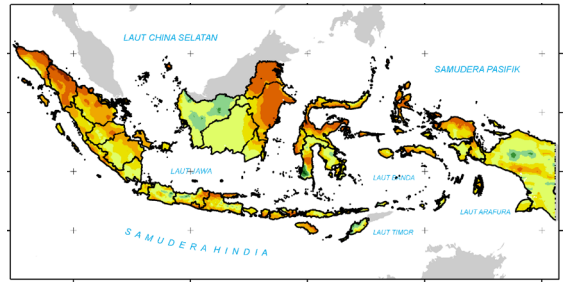 LAUT CHINA SELATAN
SAMUDERA PASIFIK
LAUT JAWA
LAUT BANDA
LAUT ARAFURA
LAUT TIMOR
SAMUDERA HINDIA